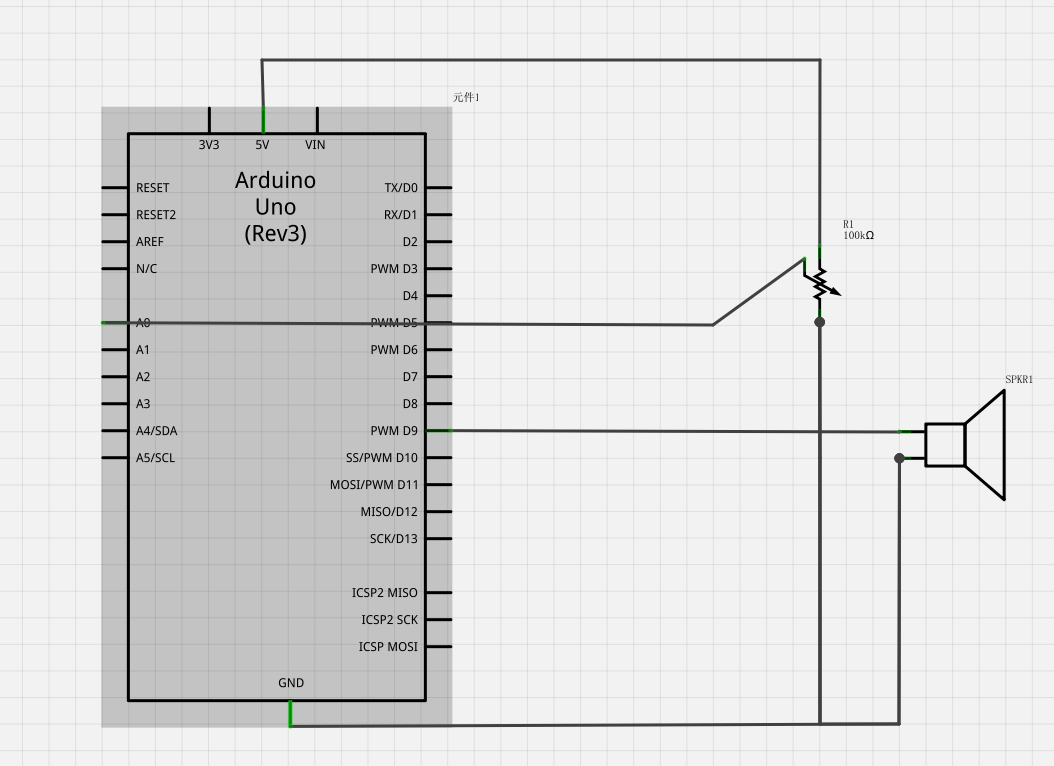 元件1
3V3 5V VIN
Arduino
Uno
(Rev3)
RESET
RESET2
AREF
N/C
A0
A1
A2
A3
A4/SDA
A5/SCL
TX/D0
RX/D1
D2
PWM D3
D4
PWM D5
PWM D6
D7
D8
PWM D9
SS/PWM D10
MOSI/PWM D11
MISO/D12
SCK/D13
ICSP2 MISO
ICSP2 SCK
ICSP MOSI
GND
R1
100kΩ
SPKR1